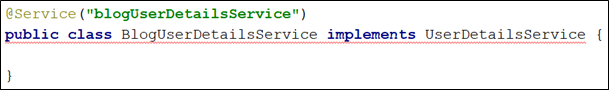 @Service("blogUserDetailsService")
public class BlogUserDetailsService implements UserDetailsService {
}